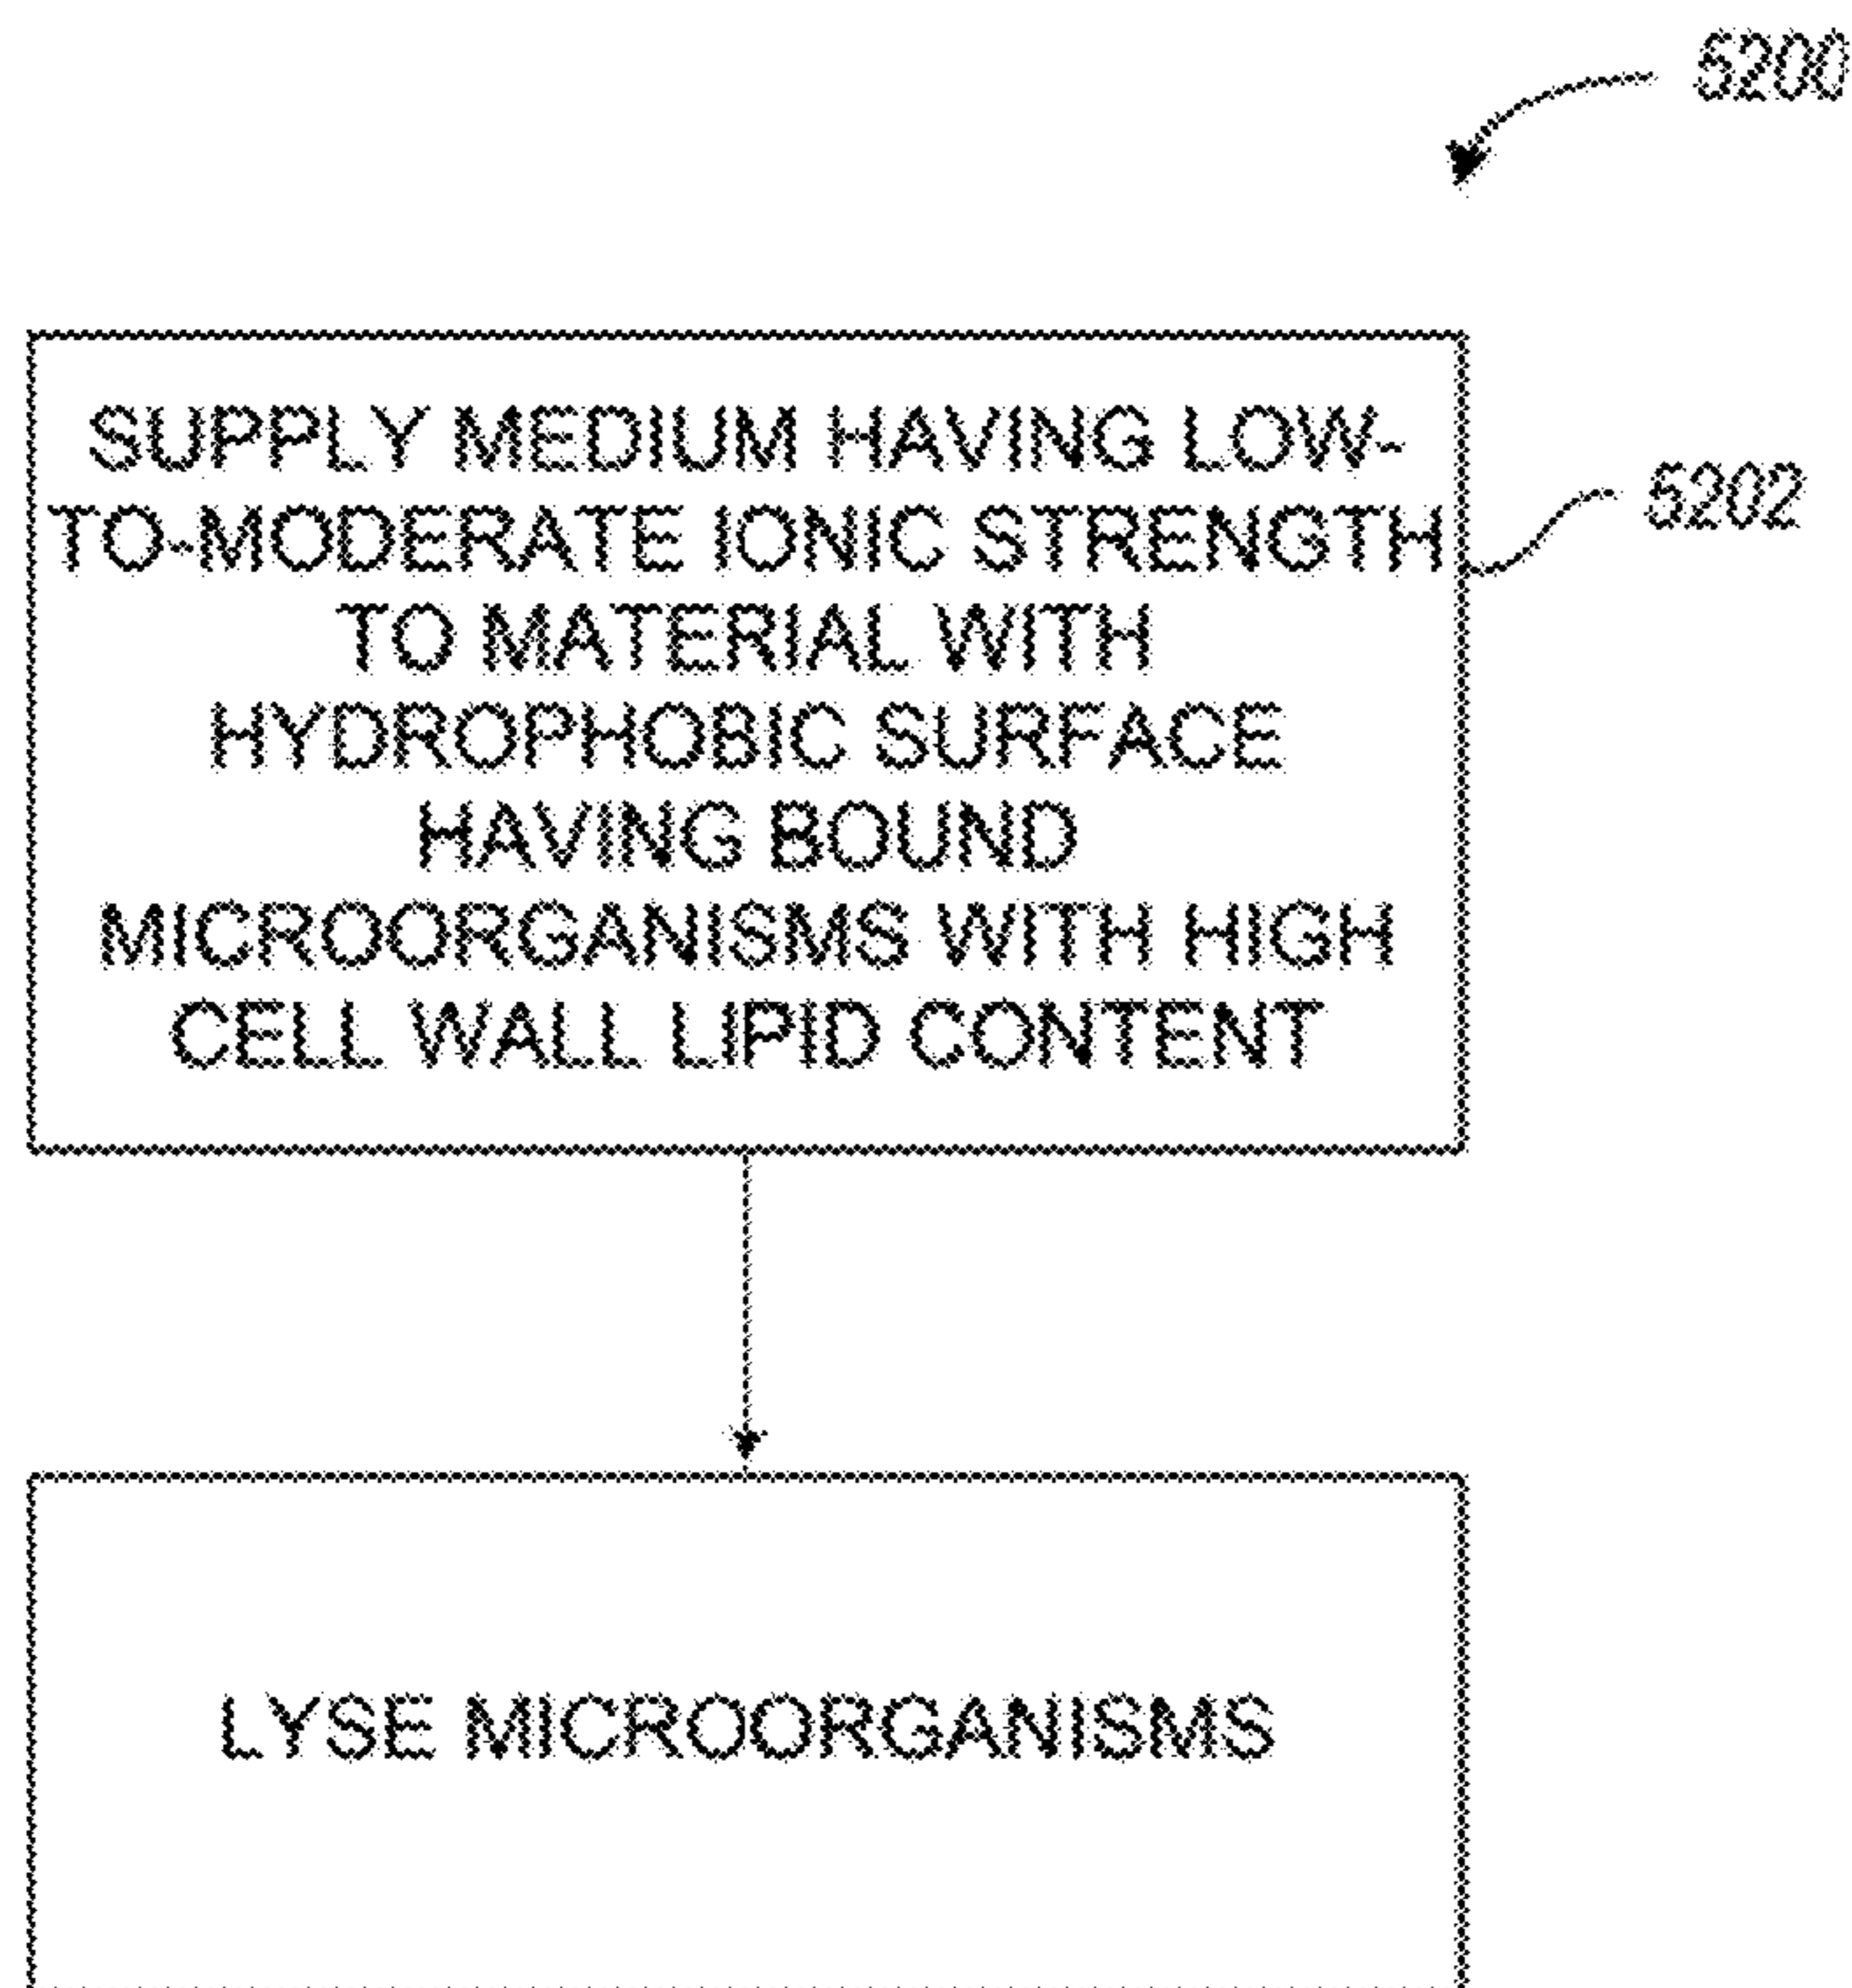 5200
SUPPLY MEDIUM HAVING LOW-
TO-MODERATE IONIC STRENGTH
5202
TO MATERIAL WITH
HYDROPHOBIC SURFACE
HAVING BOUND
MICROORGANISMS WITH HIGH
CELL WALL LIPID CONTENT
LYSE MICROORGANISMS